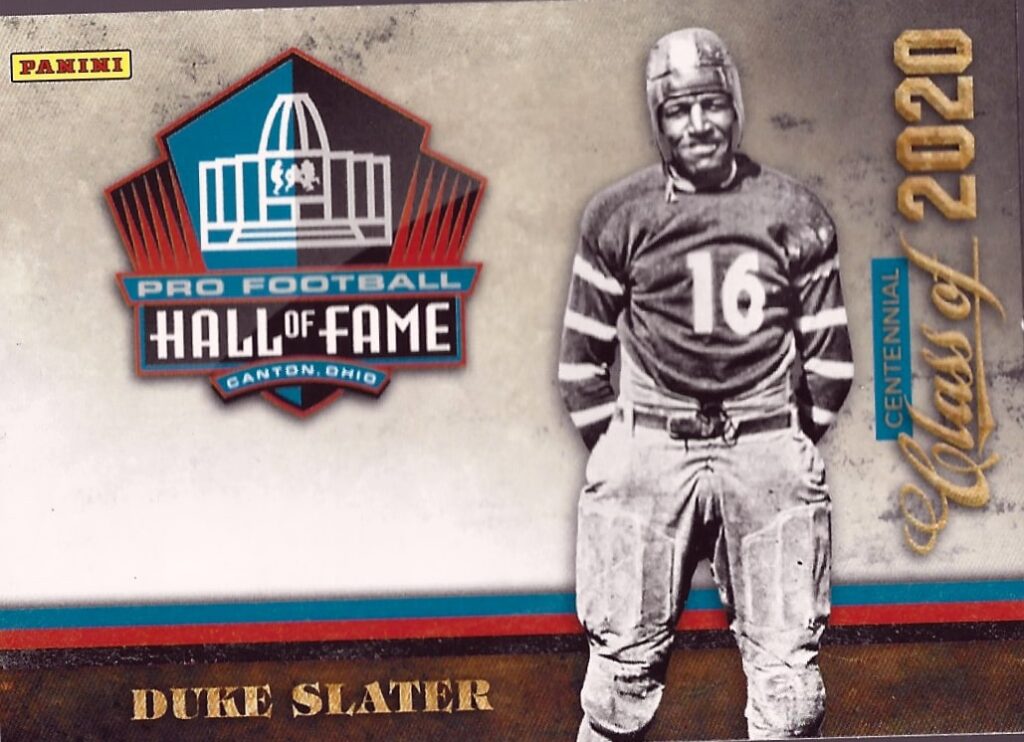 PANINI
PRO FOOTBALL
HALL OF FAME
CANTON, OHIO
16
CENTENNIAL
Class of 2020
DUKE SLATER